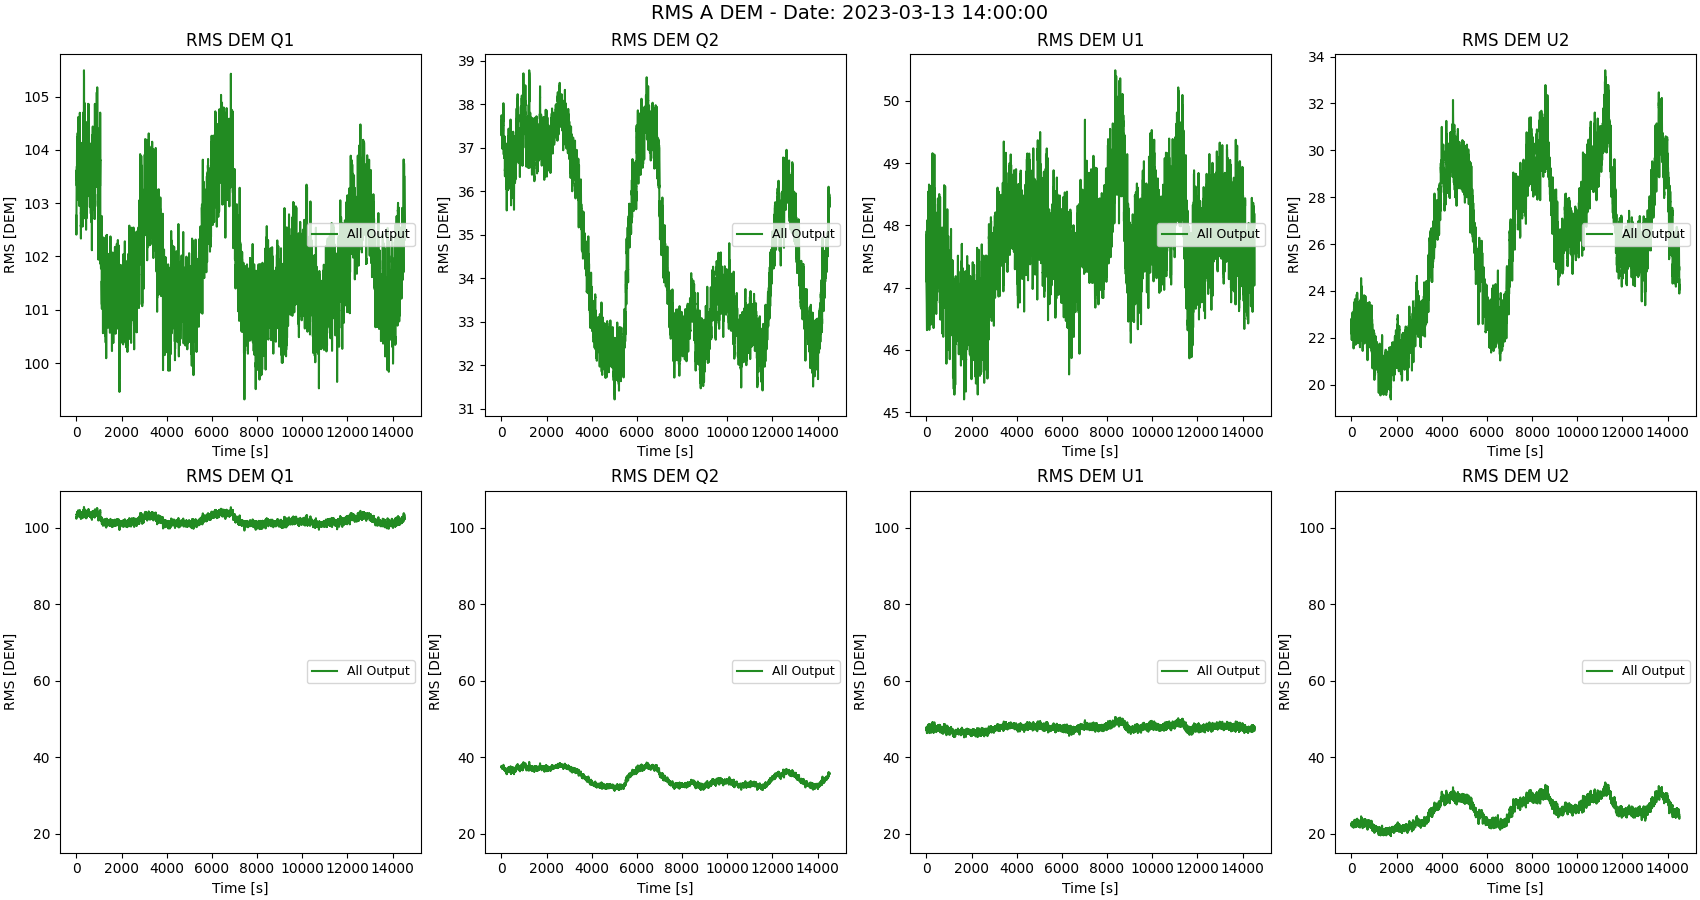 RMS A DEM - Date: 2023-03-13 14:00:00
RMS DEM Q1
RMS DEM Q2
RMS DEM U1
RMS DEM U2
RMS [DEM]
105
104
103
102
101
100
All Output
0 2000 4000 6000 8000 10000 12000 14000
Time [s]
RMS [DEM]
39
38
37
36
35
34
33
32
31
All Output
0 2000 4000 6000 8000 10000 12000 14000
Time [s]
RMS [DEM]
50
49
48
47
46
45
All Output
0 2000 4000 6000 8000 10000 12000 14000
Time [s]
RMS [DEM]
34
32
30
28
26
24
22
20
All Output
0 2000 4000 6000 8000 10000 12000 14000
Time [s]
RMS DEM Q1
RMS DEM Q2
RMS DEM U1
RMS DEM U2
RMS [DEM]
100
80
60
40
20
All Output
0 2000 4000 6000 8000 10000 12000 14000
Time [s]
RMS [DEM]
100
80
60
40
20
All Output
0 2000 4000 6000 8000 10000 12000 14000
Time [s]
RMS [DEM]
100
80
60
40
20
All Output
0 2000 4000 6000 8000 10000 12000 14000
Time [s]
RMS [DEM]
100
80
60
40
20
All Output
0 2000 4000 6000 8000 10000 12000 14000
Time [s]